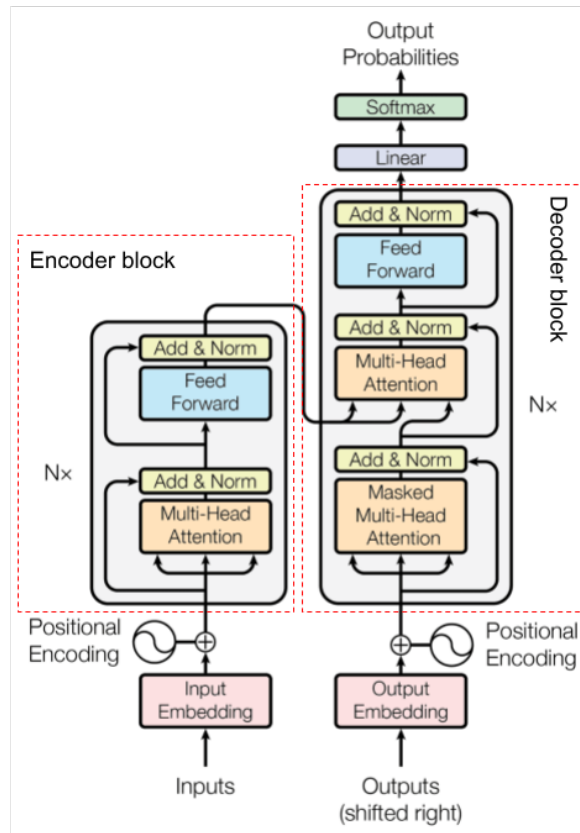 Output
Probabilities
Softmax
Linear
Decoder block
Add & Norm
Feed
Forward
Add & Norm
Multi-Head
Attention
Nx
Add & Norm
Masked
Multi-Head
Attention
Encoder block
Add & Norm
Feed
Forward
N×
Add & Norm
Multi-Head
Attention
Positional
Encoding
Positional
Encoding
Input
Embedding
Output
Embedding
Inputs
Outputs
(shifted right)